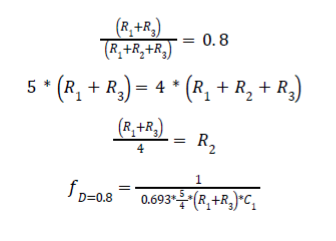 (R₁+R₃)/(R₁+R₂+R₃) = 0.8
5 * (R₁ + R₃) = 4 * (R₁ + R₂ + R₃)
(R₁+R₃)/4 = R₂
f_D=0.8 = 1/(0.693*5/4*(R₁+R₃)*C₁)